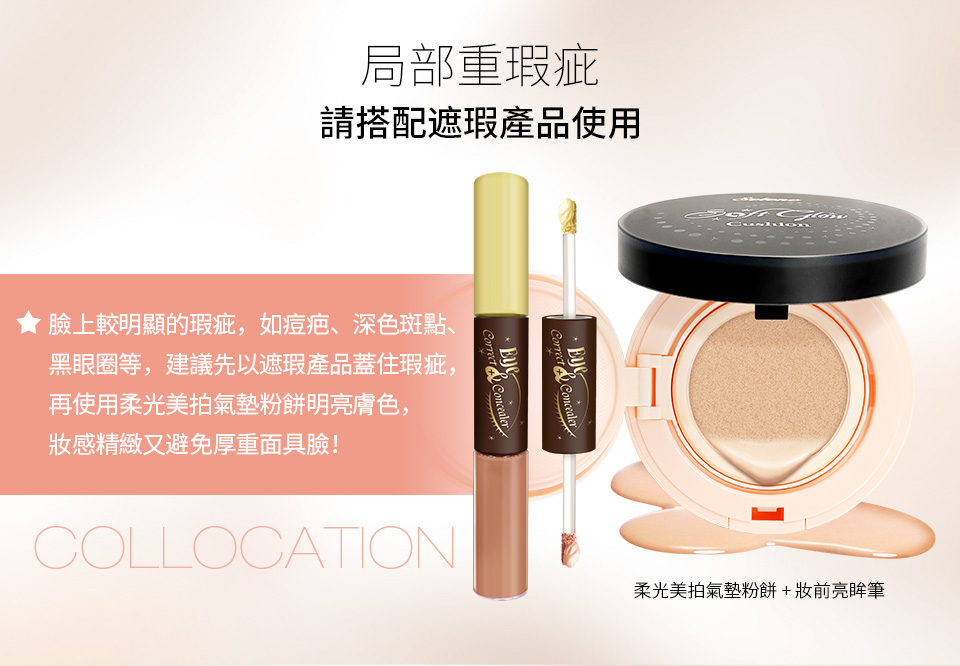 局部重瑕疵
請搭配遮瑕產品使用
Solone
Soft Glow
Cushion
Bye
Correct & Concealer
Bye
Correct & Concealer
臉上較明顯的瑕疵，如痘疤、深色斑點、
黑眼圈等，建議先以遮瑕產品蓋住瑕疵，
再使用柔光美拍氣墊粉餅明亮膚色，
妝感精緻又避免厚重面具臉！
COLLOCATION
柔光美拍氣墊粉餅 + 妝前亮眸筆